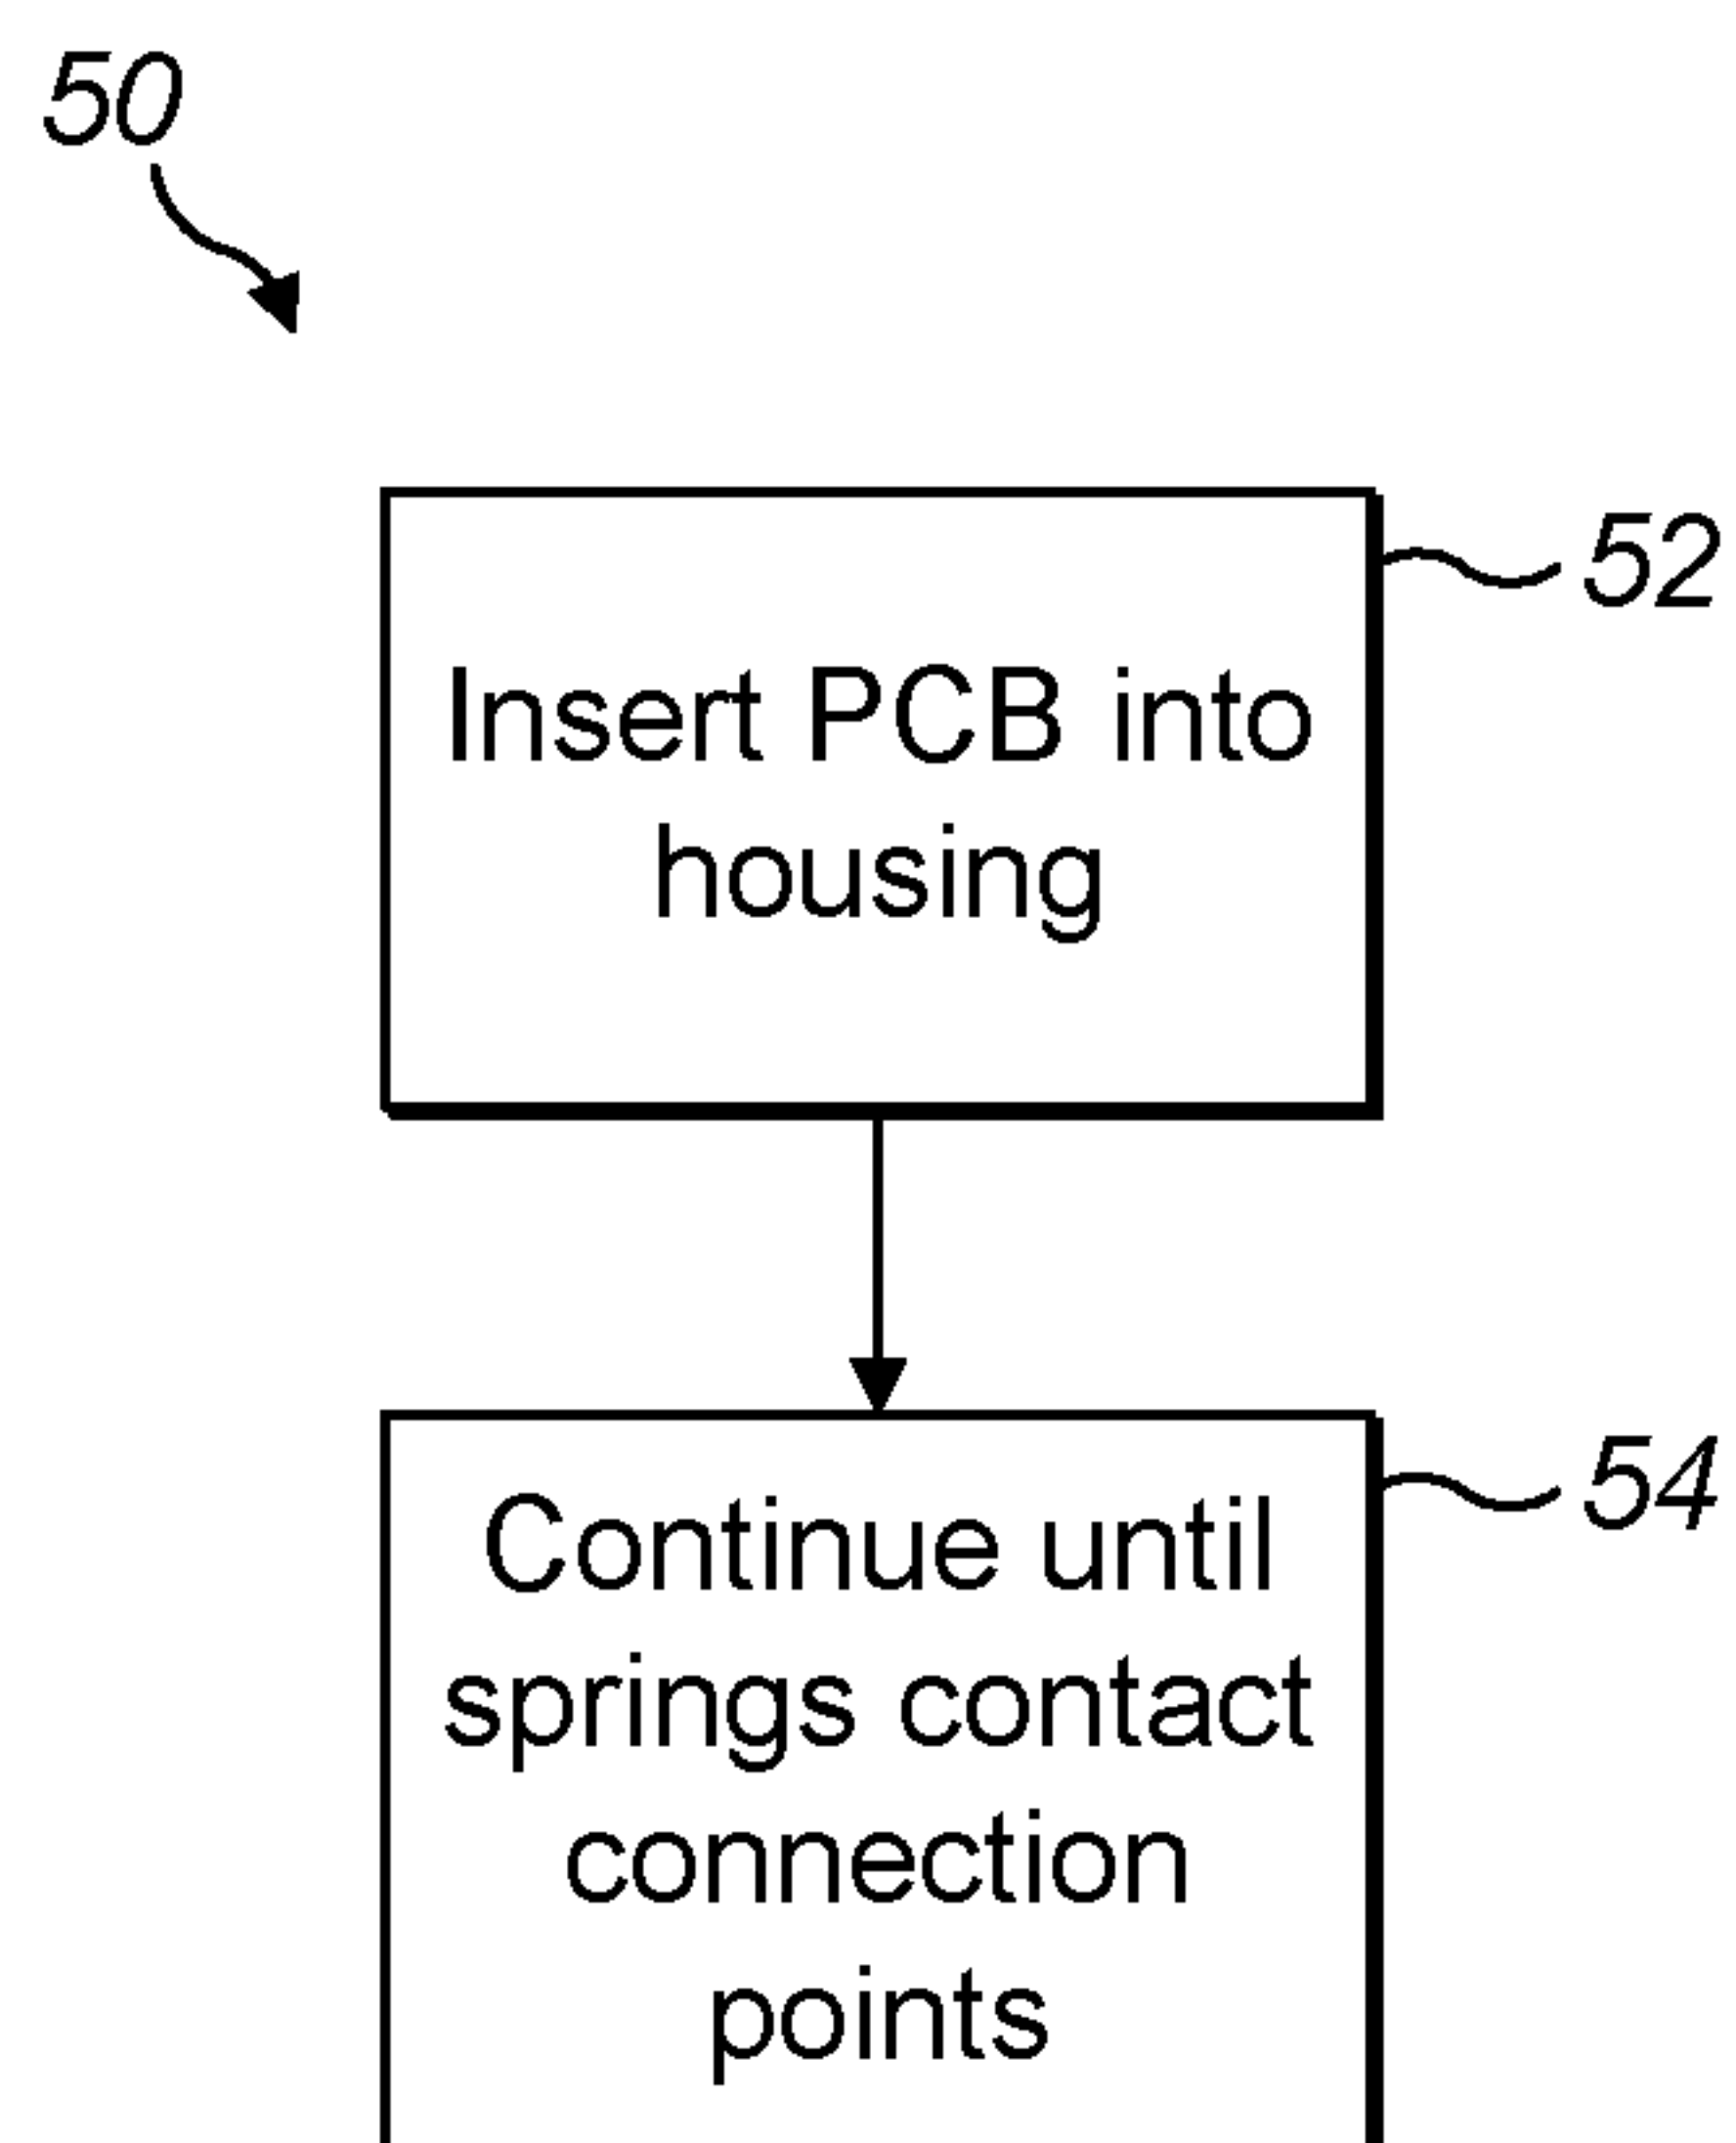 50
52
Insert PCB into
housing
54
Continue until
springs contact
connection
points